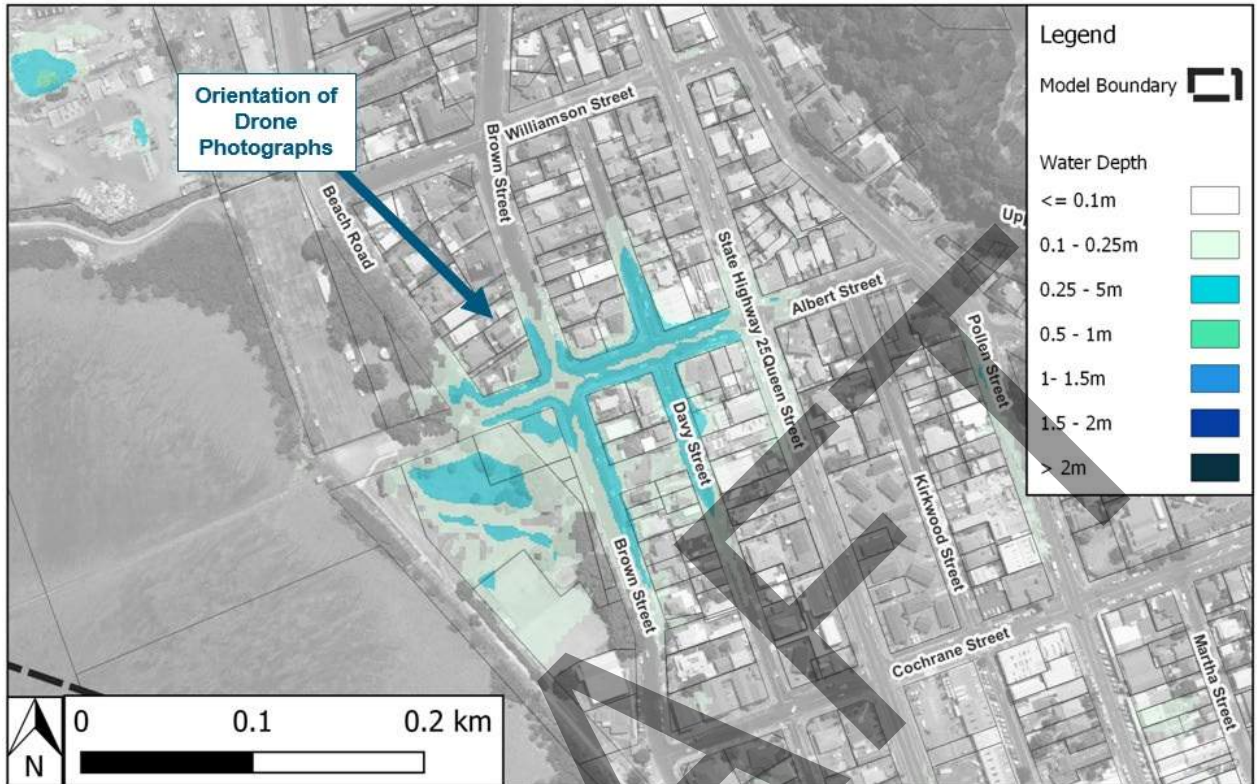 Orientation of
Drone
Photographs
Williamson Street
Brown Street
Beach Road
State Highway 25Queen Street
Albert Street
Up
Pollen Street
Davy Street
Kirkwood Street
Brown Street
Cochrane Street
Martha Street
Legend
Model Boundary
Water Depth
<= 0.1m
0.1 - 0.25m
0.25 - 5m
0.5 - 1m
1- 1.5m
1.5 - 2m
> 2m
N
0 0.1 0.2 km